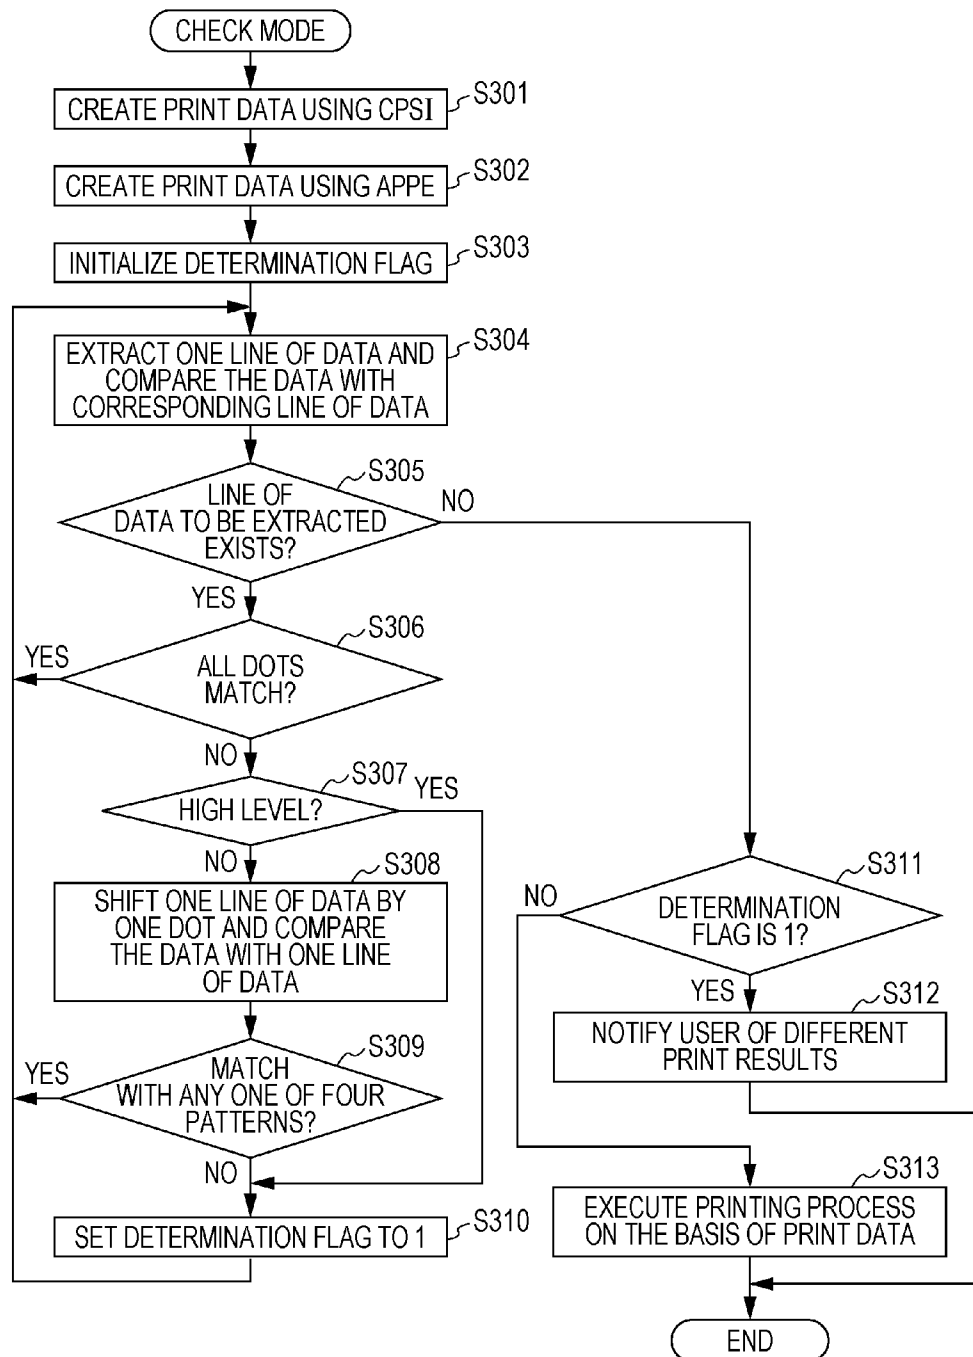 CHECK MODE
CREATE PRINT DATA USING CPSI
S301
CREATE PRINT DATA USING APPE
S302
INITIALIZE DETERMINATION FLAG
S303
EXTRACT ONE LINE OF DATA AND
COMPARE THE DATA WITH
CORRESPONDING LINE OF DATA
S304
LINE OF
DATA TO BE EXTRACTED
EXISTS?
S305
NO
YES
ALL DOTS
MATCH?
S306
YES
NO
HIGH LEVEL?
S307
YES
NO
SHIFT ONE LINE OF DATA BY
ONE DOT AND COMPARE
THE DATA WITH ONE LINE
OF DATA
S308
MATCH
WITH ANY ONE OF FOUR
PATTERNS?
S309
YES
NO
SET DETERMINATION FLAG TO 1
S310
DETERMINATION
FLAG IS 1?
S311
NO
YES
NOTIFY USER OF DIFFERENT
PRINT RESULTS
S312
EXECUTE PRINTING PROCESS
ON THE BASIS OF PRINT DATA
S313
END